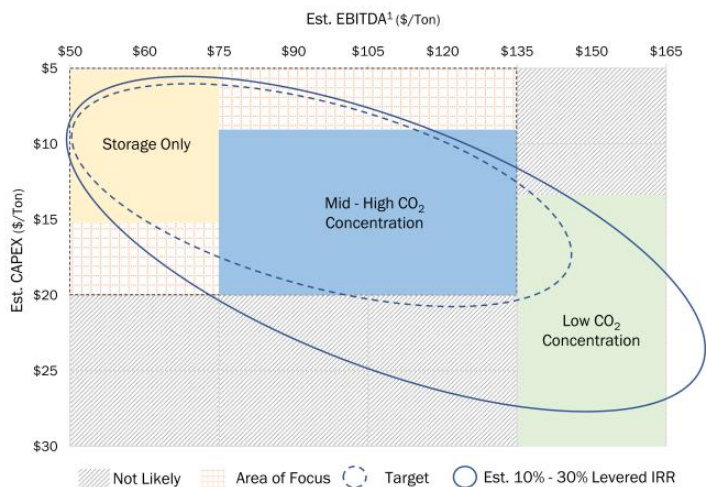 Est. EBITDA¹ ($/Ton)
$50 $60 $75 $90 $105 $120 $135 $150 $165
Est. CAPEX ($/Ton)
$5
$10
$15
$20
$25
$30
Storage Only
Mid - High CO₂
Concentration
Low CO₂
Concentration
Not Likely Area of Focus Target Est. 10% - 30% Levered IRR